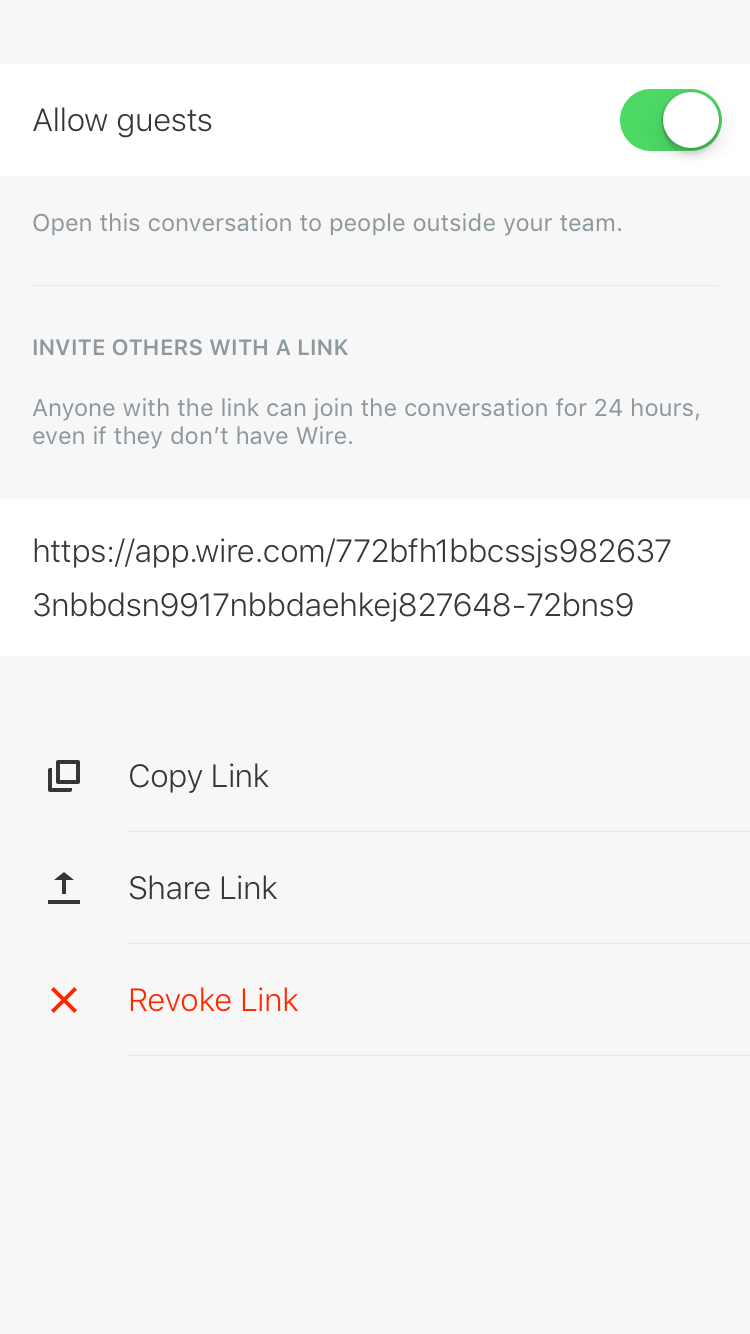 Allow guests
Open this conversation to people outside your team.
INVITE OTHERS WITH A LINK
Anyone with the link can join the conversation for 24 hours,
even if they don’t have Wire.
https://app.wire.com/772bfh1bbcssjs982637
3nbbdsn9917nbbdaehkej827648-72bns9
Copy Link
Share Link
Revoke Link